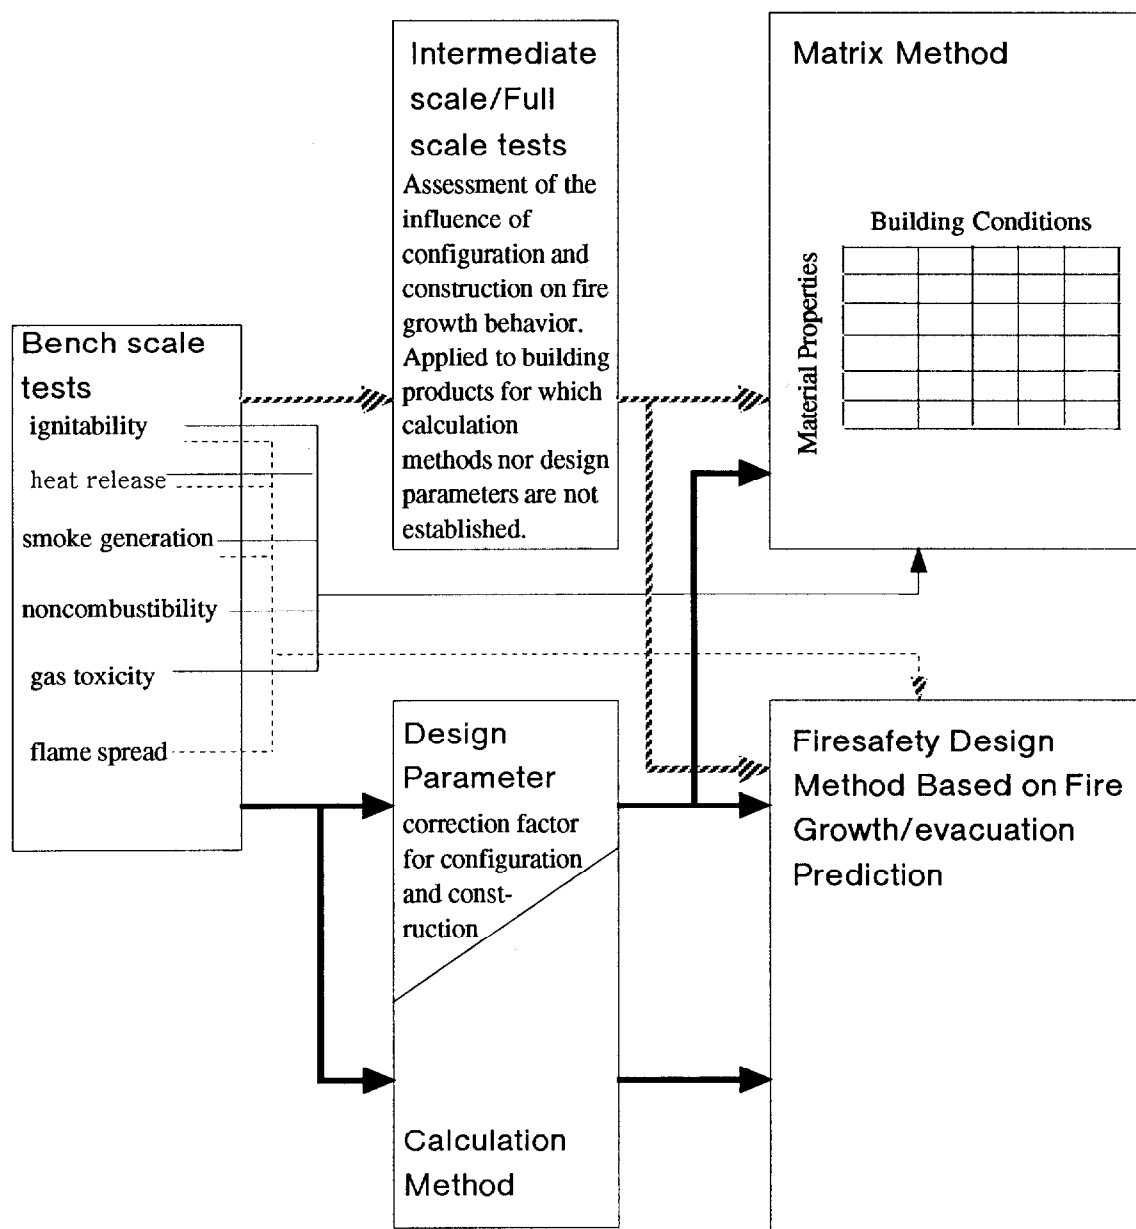 Intermediate
scale/Full
scale tests
Assessment of the
influence of
configuration and
construction on fire
growth behavior.
Applied to building
products for which
calculation
methods nor design
parameters are not
established.
Matrix Method
Building Conditions
Material Properties
Bench scale
tests
ignitability
heat release
smoke generation
noncombustibility
gas toxicity
flame spread
Design
Parameter
correction factor
for configuration
and const-
ruction
Calculation
Method
Firesafety Design
Method Based on Fire
Growth/evacuation
Prediction